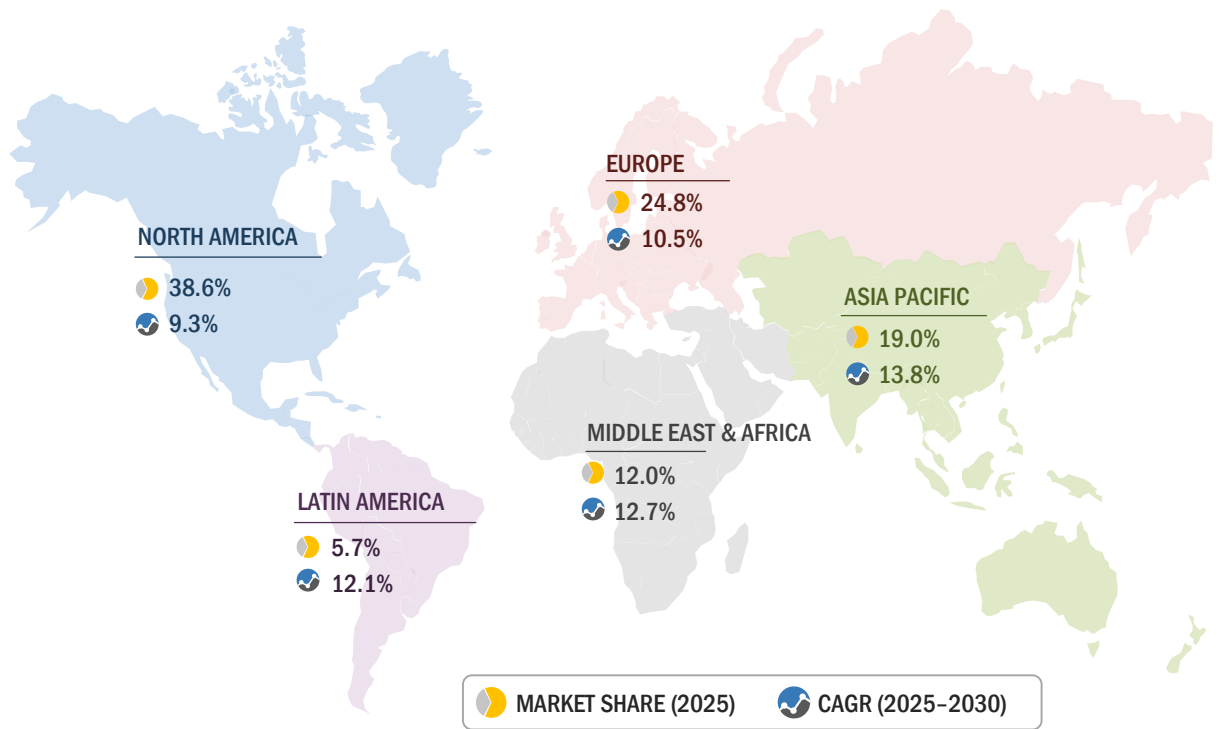 EUROPE
24.8%
10.5%
NORTH AMERICA
38.6%
9.3%
ASIA PACIFIC
19.0%
13.8%
MIDDLE EAST & AFRICA
12.0%
12.7%
LATIN AMERICA
5.7%
12.1%
MARKET SHARE (2025) CAGR (2025–2030)